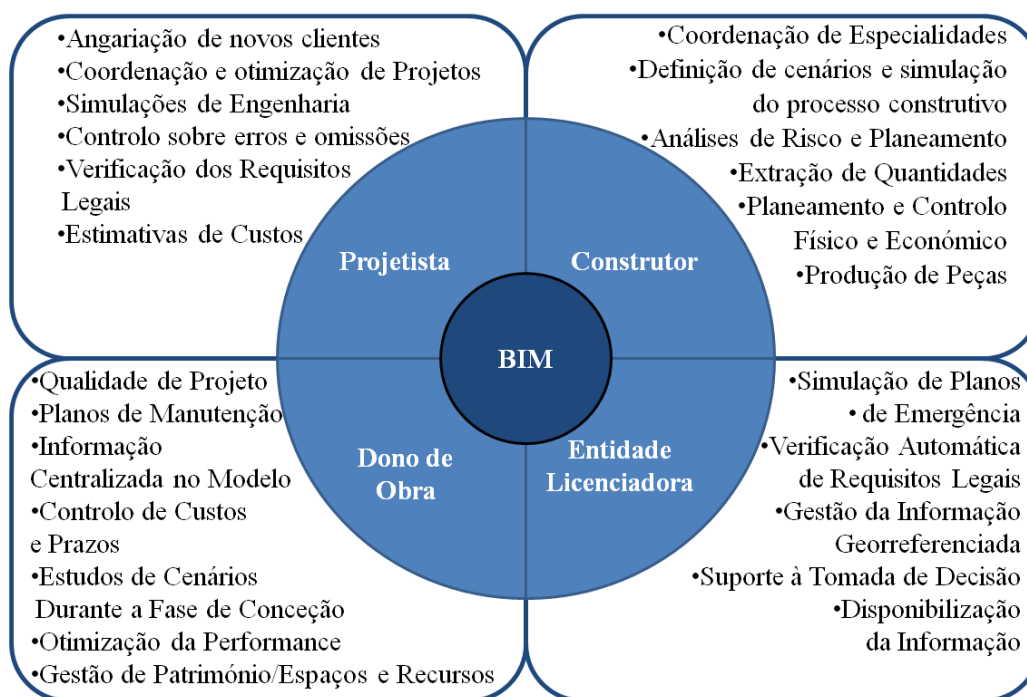 •Angariação de novos clientes
•Coordenação e otimização de Projetos
•Simulações de Engenharia
•Controlo sobre erros e omissões
•Verificação dos Requisitos
Legais
•Estimativas de Custos
•Coordenação de Especialidades
•Definição de cenários e simulação
do processo construtivo
•Análises de Risco e Planeamento
•Extração de Quantidades
•Planeamento e Controlo
Físico e Económico
•Produção de Peças
Projetista
Construtor
BIM
Dono de
Obra
Entidade
Licenciadora
•Qualidade de Projeto
•Planos de Manutenção
•Informação
Centralizada no Modelo
•Controlo de Custos
e Prazos
•Estudos de Cenários
Durante a Fase de Conceção
•Otimização da Performance
•Gestão de Património/Espaços e Recursos
•Simulação de Planos
• de Emergência
•Verificação Automática
de Requisitos Legais
•Gestão da Informação
Georreferenciada
•Suporte à Tomada de Decisão
•Disponibilização
da Informação